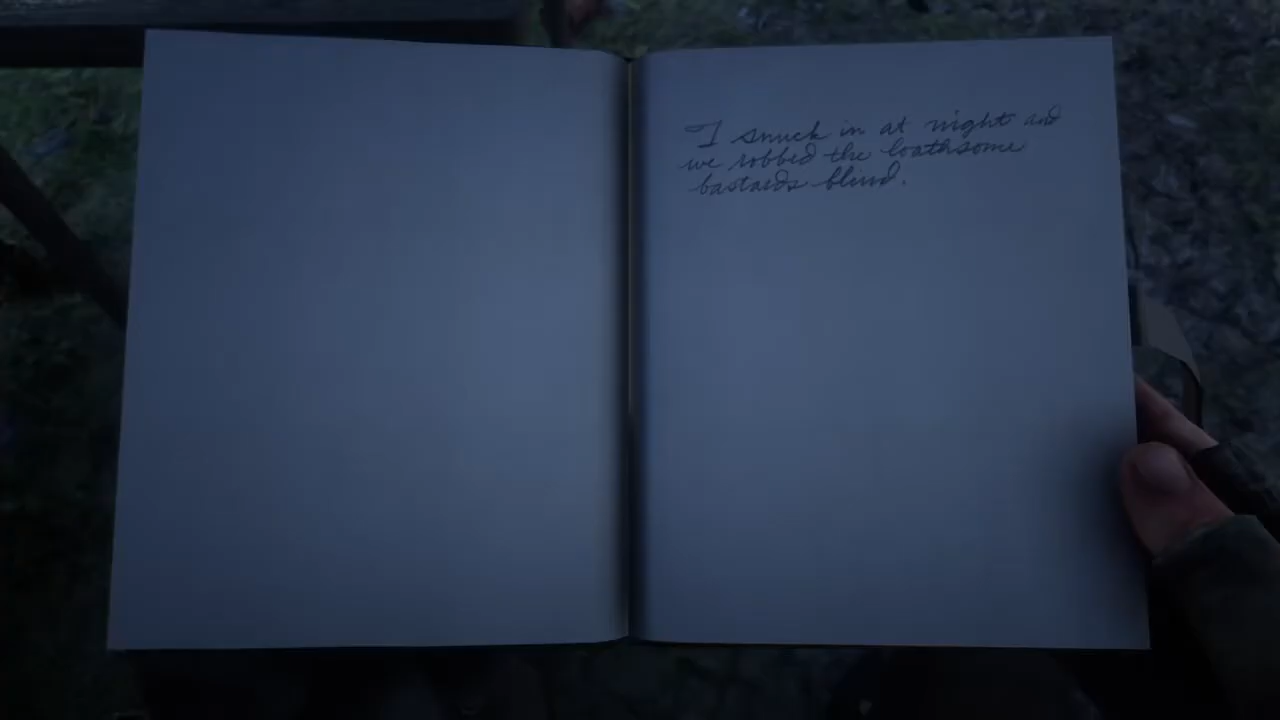 I snuck in at night and
we robbed the loathsome
bastards blind.